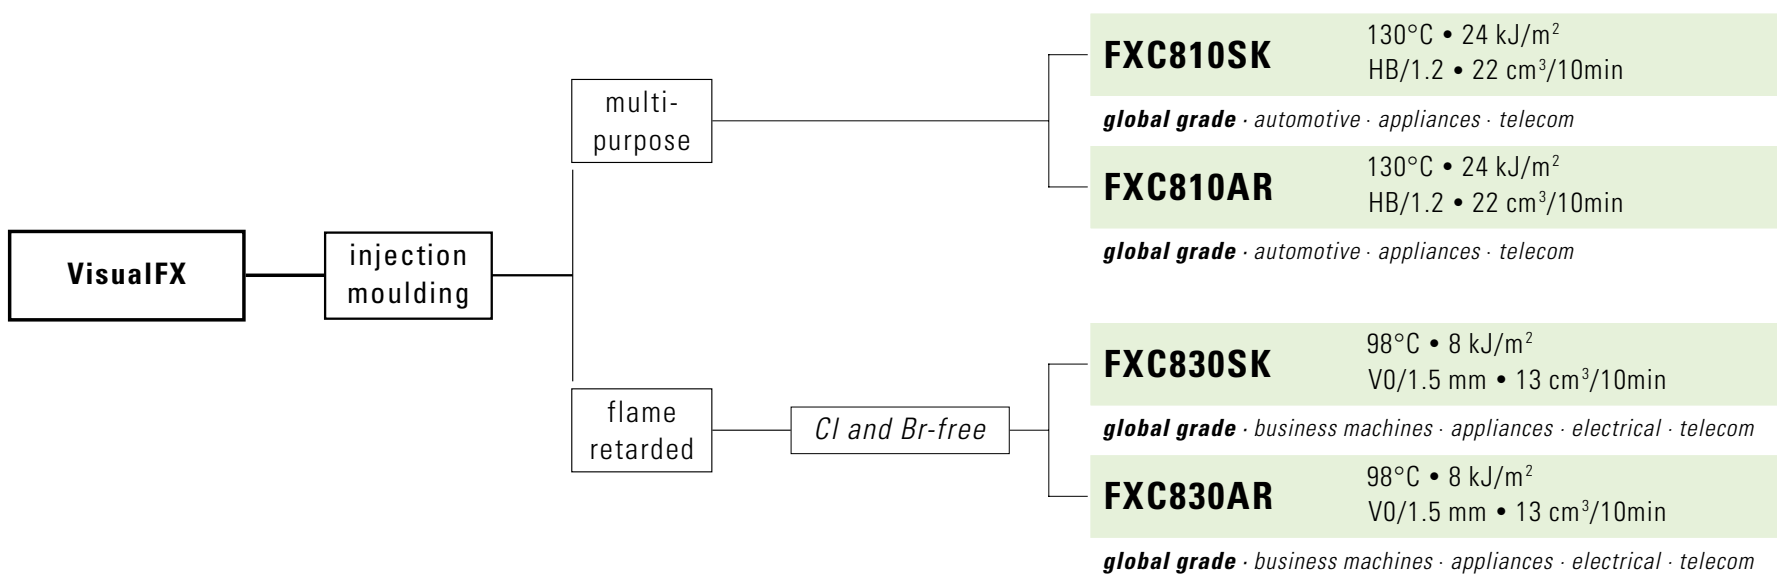 VisualFX
injection
moulding
multi-
purpose
FXC810SK
130°C • 24 kJ/m²
HB/1.2 • 22 cm³/10min
global grade · automotive · appliances · telecom
FXC810AR
130°C • 24 kJ/m²
HB/1.2 • 22 cm³/10min
global grade · automotive · appliances · telecom
flame
retarded
Cl and Br-free
FXC830SK
98°C • 8 kJ/m²
V0/1.5 mm • 13 cm³/10min
global grade · business machines · appliances · electrical · telecom
FXC830AR
98°C • 8 kJ/m²
V0/1.5 mm • 13 cm³/10min
global grade · business machines · appliances · electrical · telecom